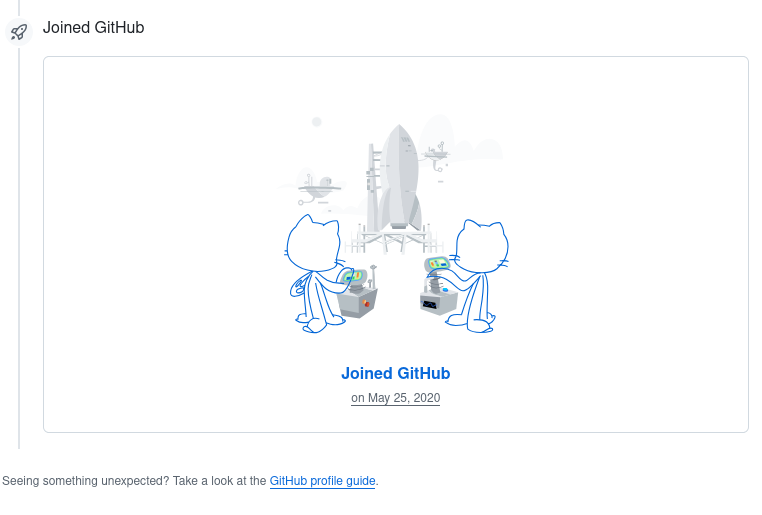 Joined GitHub
Joined GitHub
on May 25, 2020
Seeing something unexpected? Take a look at the GitHub profile guide.